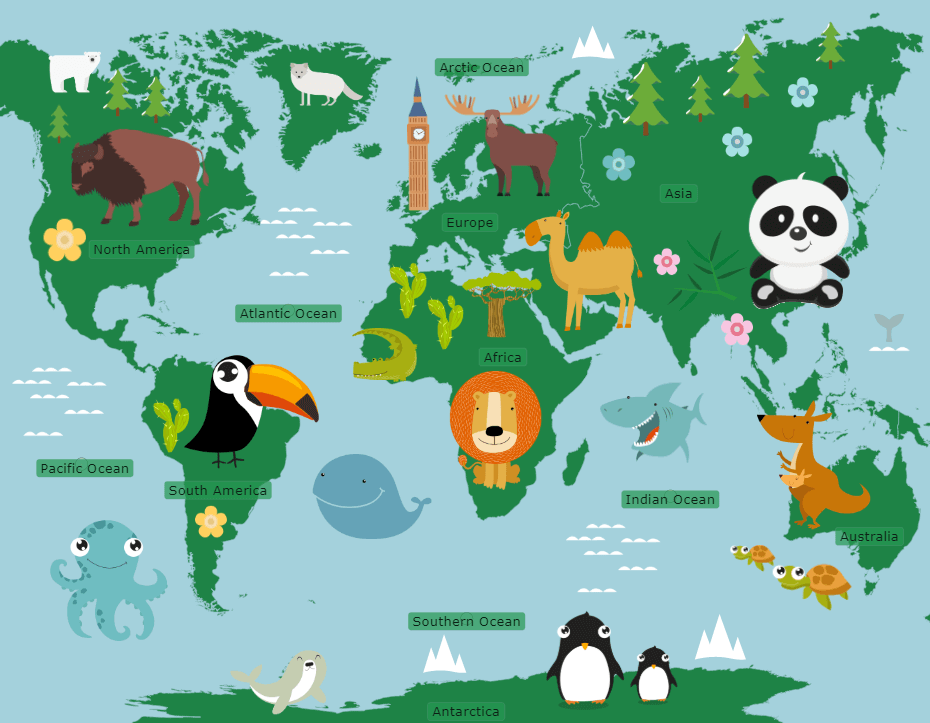 Arctic Ocean
Asia
Europe
North America
Atlantic Ocean
Africa
Pacific Ocean
South America
Indian Ocean
Australia
Southern Ocean
Antarctica